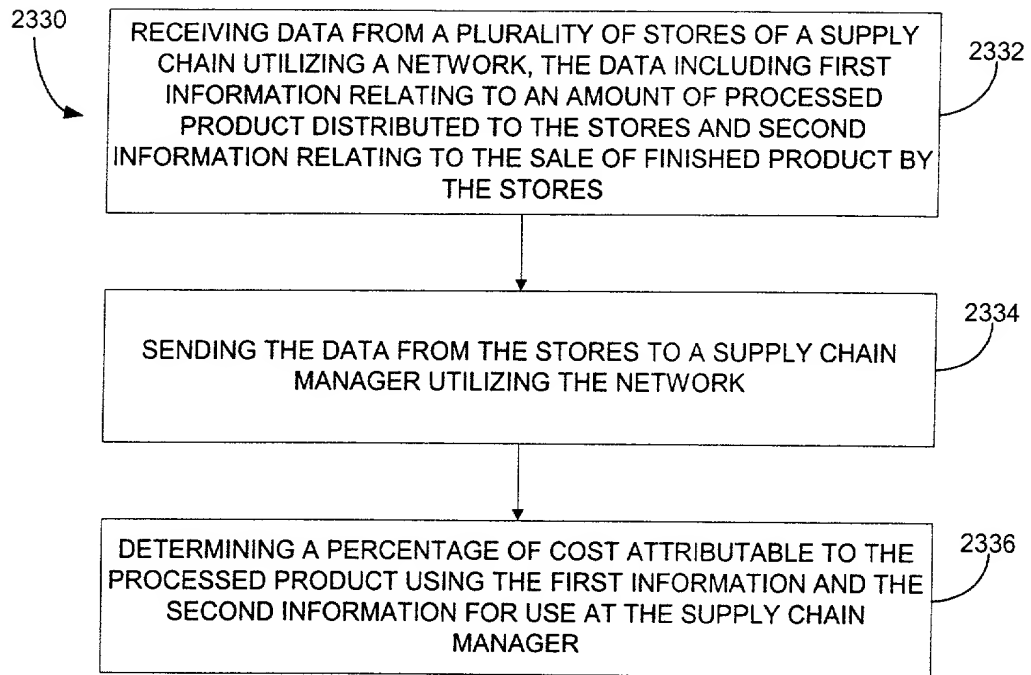 2330
RECEIVING DATA FROM A PLURALITY OF STORES OF A SUPPLY
CHAIN UTILIZING A NETWORK, THE DATA INCLUDING FIRST
INFORMATION RELATING TO AN AMOUNT OF PROCESSED
PRODUCT DISTRIBUTED TO THE STORES AND SECOND
INFORMATION RELATING TO THE SALE OF FINISHED PRODUCT BY
THE STORES
2332
SENDING THE DATA FROM THE STORES TO A SUPPLY CHAIN
MANAGER UTILIZING THE NETWORK
2334
DETERMINING A PERCENTAGE OF COST ATTRIBUTABLE TO THE
PROCESSED PRODUCT USING THE FIRST INFORMATION AND THE
SECOND INFORMATION FOR USE AT THE SUPPLY CHAIN
MANAGER
2336